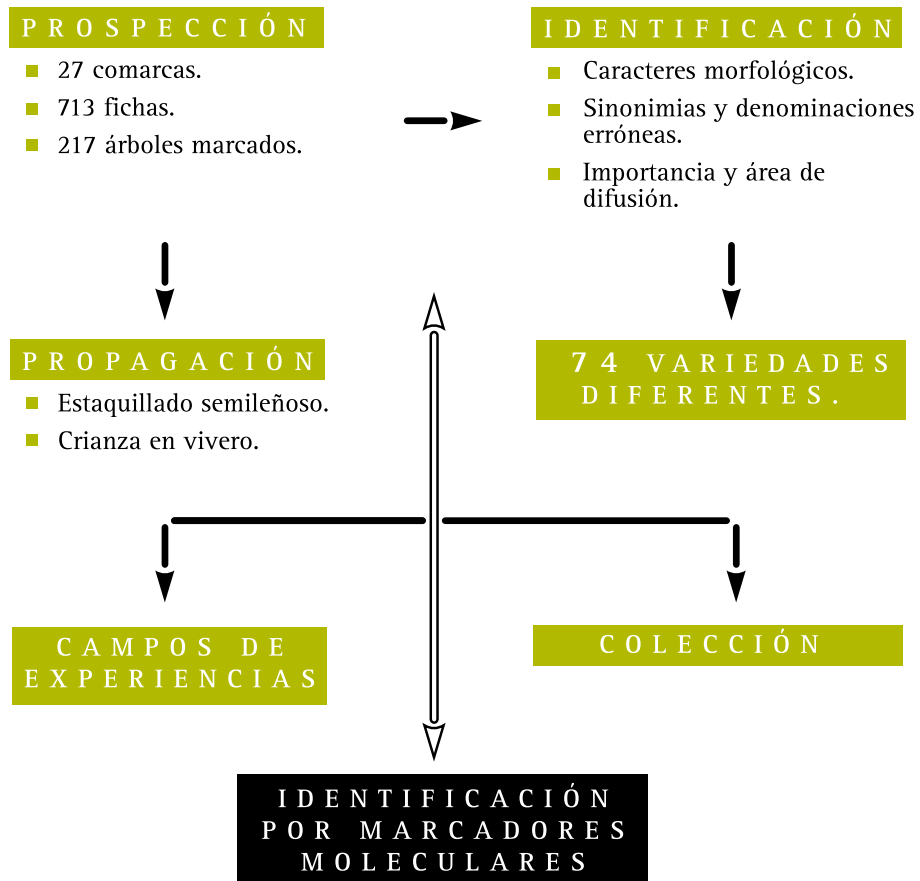 PROSPECCIÓN
27 comarcas.
713 fichas.
217 árboles marcados.
IDENTIFICACIÓN
Caracteres morfológicos.
Sinonimias y denominaciones
erróneas.
Importancia y área de
difusión.
PROPAGACIÓN
Estaquillado semileñoso.
Crianza en vivero.
74 VARIEDADES
DIFERENTES.
CAMPOS DE
EXPERIENCIAS
COLECCIÓN
IDENTIFICACIÓN
POR MARCADORES
MOLECULARES